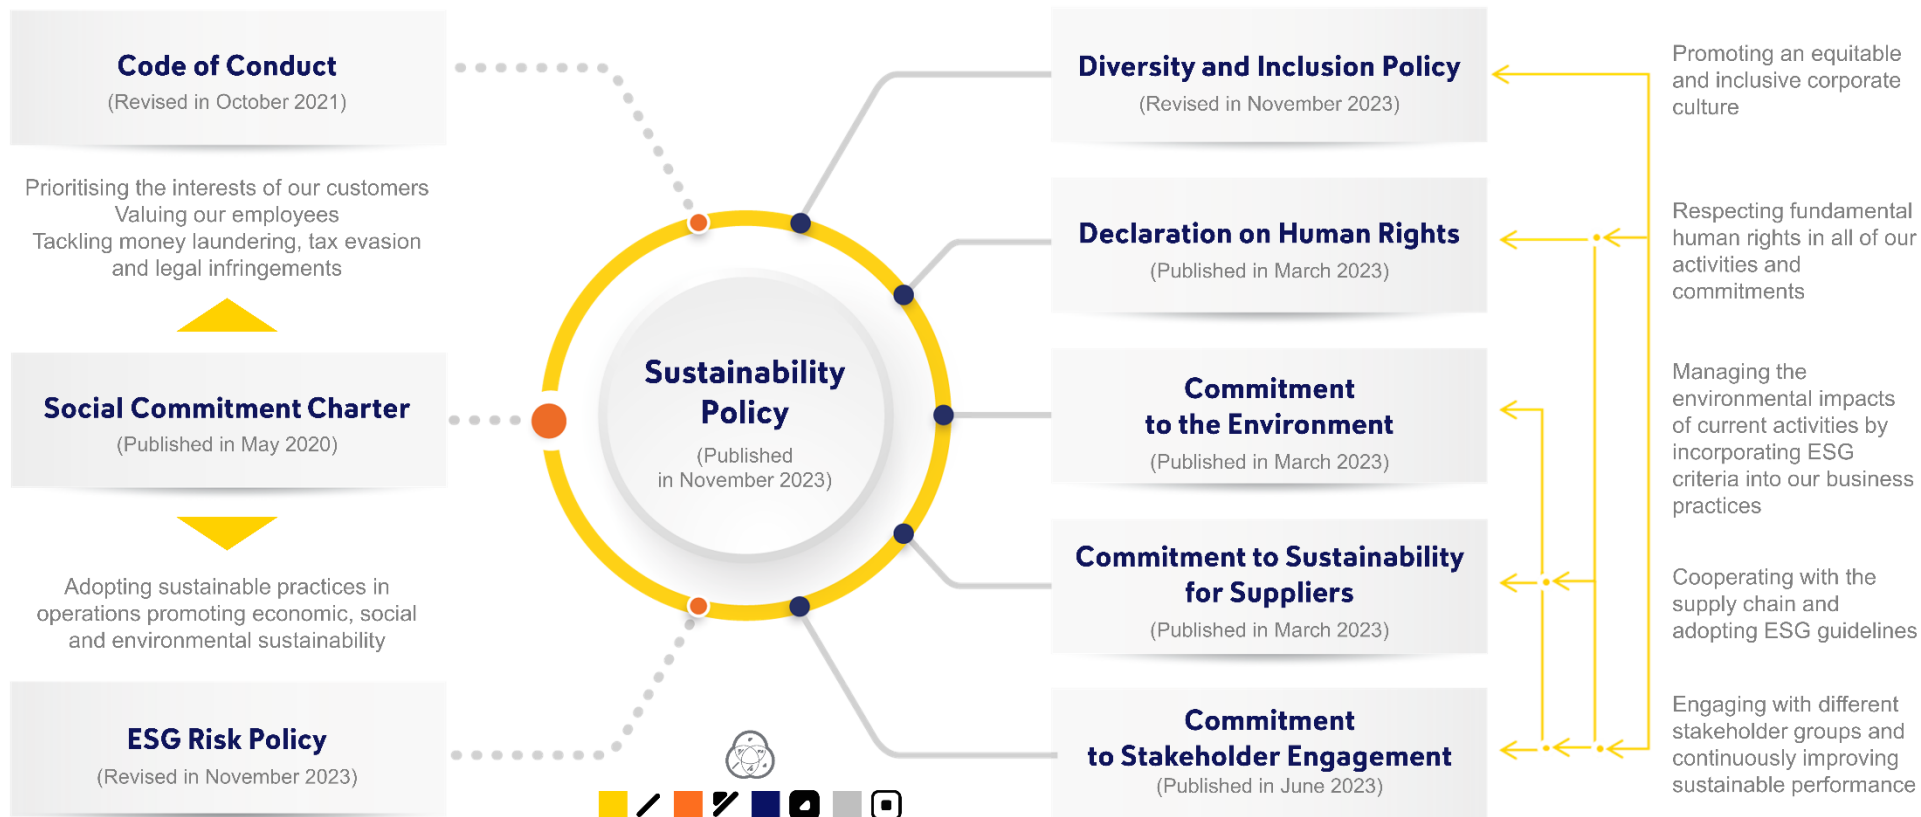 Code of Conduct
(Revised in October 2021)
Prioritising the interests of our customers
Valuing our employees
Tackling money laundering, tax evasion
and legal infringements
Social Commitment Charter
(Published in May 2020)
Adopting sustainable practices in
operations promoting economic, social
and environmental sustainability
ESG Risk Policy
(Revised in November 2023)
Sustainability
Policy
(Published
in November 2023)
Diversity and Inclusion Policy
(Revised in November 2023)
Declaration on Human Rights
(Published in March 2023)
Commitment
to the Environment
(Published in March 2023)
Commitment to Sustainability
for Suppliers
(Published in March 2023)
Commitment
to Stakeholder Engagement
(Published in June 2023)
Promoting an equitable
and inclusive corporate
culture
Respecting fundamental
human rights in all of our
activities and
commitments
Managing the
environmental impacts
of current activities by
incorporating ESG
criteria into our business
practices
Cooperating with the
supply chain and
adopting ESG guidelines
Engaging with different
stakeholder groups and
continuously improving
sustainable performance